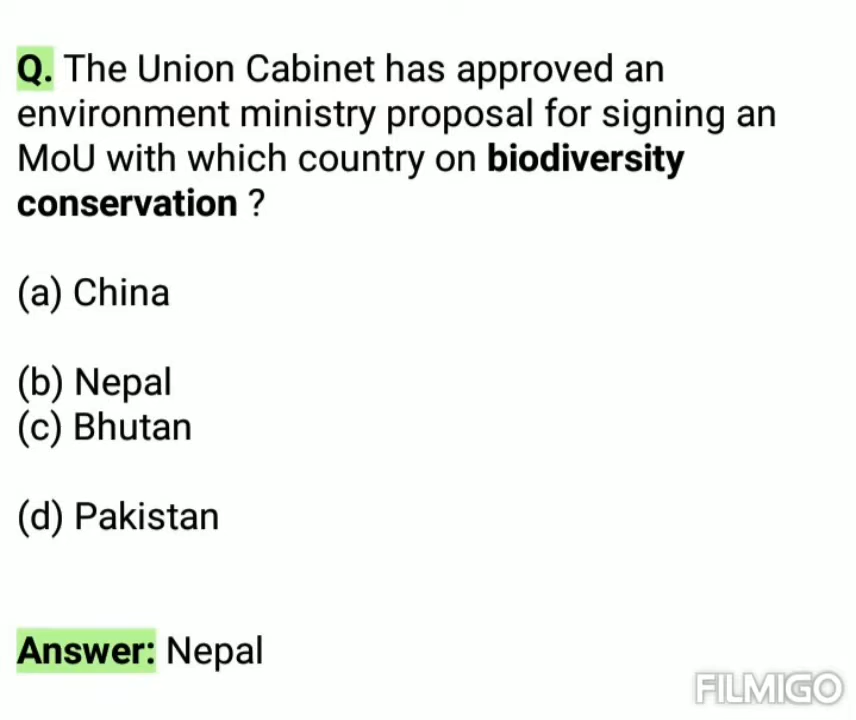 Q. The Union Cabinet has approved an
environment ministry proposal for signing an
MoU with which country on biodiversity
conservation ?
(a) China
(b) Nepal
(c) Bhutan
(d) Pakistan
Answer: Nepal
FILMIGO